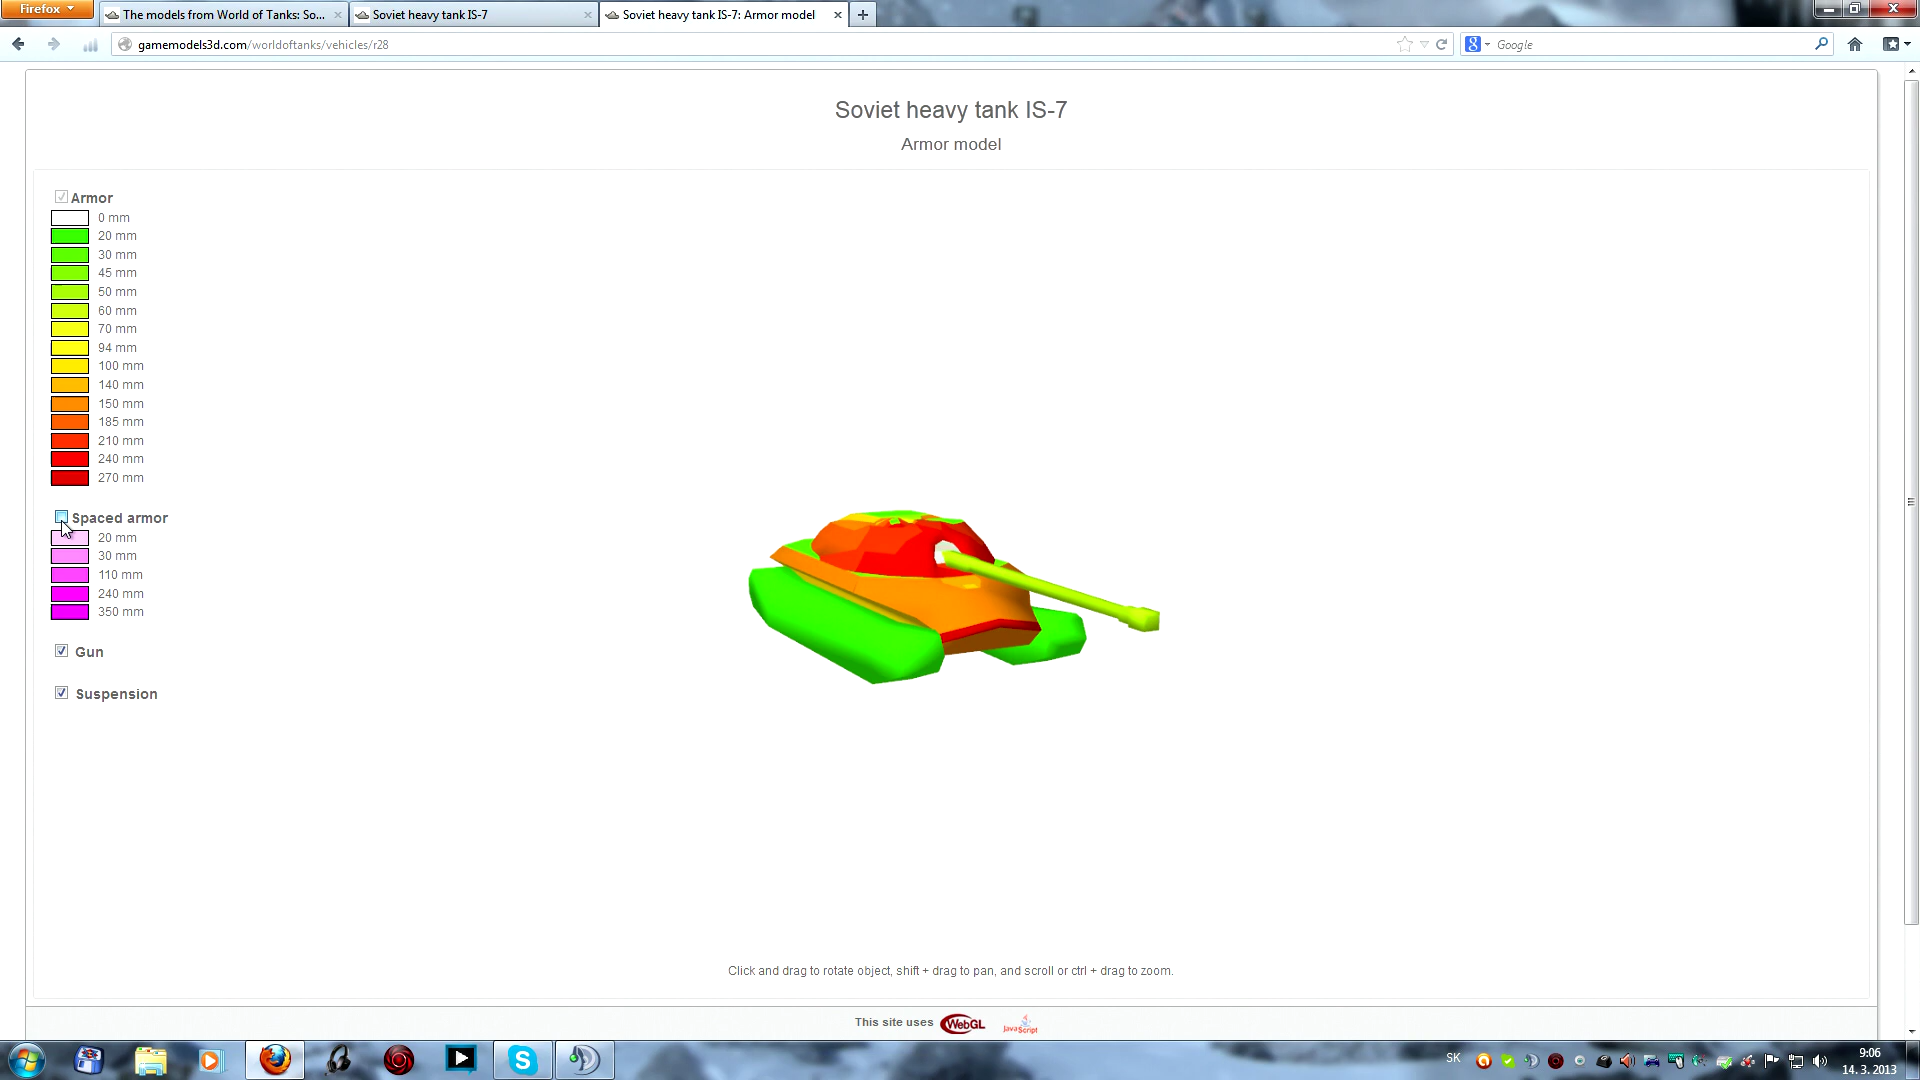 Firefox
The models from World of Tanks: So...
Soviet heavy tank IS-7
Soviet heavy tank IS-7: Armor model
gamemodels3d.com/worldoftanks/vehicles/r28
Google
Soviet heavy tank IS-7
Armor model
Armor
0 mm
20 mm
30 mm
45 mm
50 mm
60 mm
70 mm
94 mm
100 mm
140 mm
150 mm
185 mm
210 mm
240 mm
270 mm
Spaced armor
20 mm
30 mm
110 mm
240 mm
350 mm
Gun
Suspension
Click and drag to rotate object, shift + drag to pan, and scroll or ctrl + drag to zoom.
This site uses WebGL JavaScript
SK
9:06
14. 3. 2013